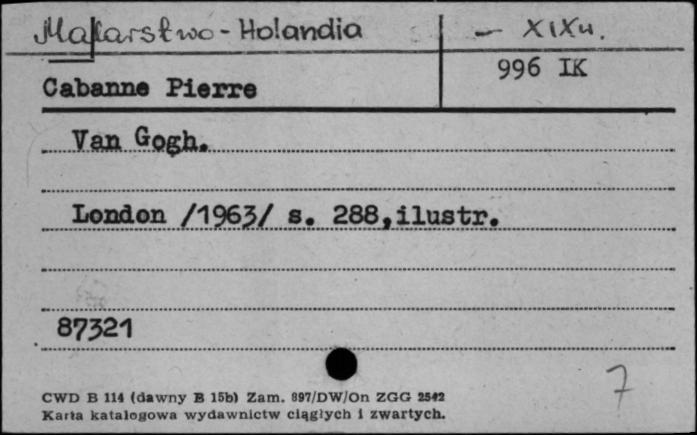 Malarstwo - Holandia - XIXw.
996 IK
Cabanne Pierre
Van Gogh.
London /1963/ s. 288,ilustr.
87321
7
CWD B 114 (dawny B 15b) Zam. 897/DW/On ZGG 2542
Karta katalogowa wydawnictw ciągłych i zwartych.